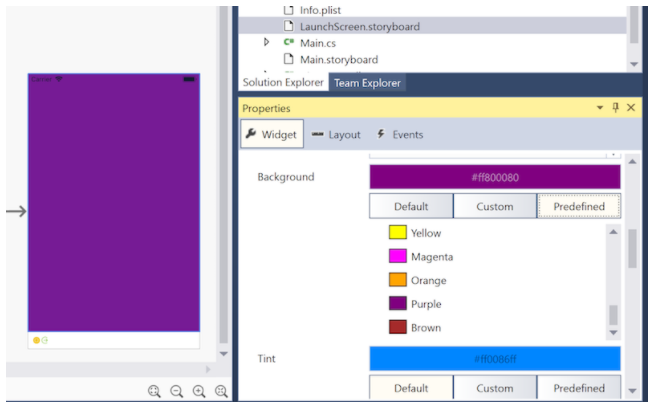 Info.plist
LaunchScreen.storyboard
C# Main.cs
Main.storyboard
Solution Explorer Team Explorer
Properties
Widget Layout Events
Background #ff800080
Default Custom Predefined
Yellow
Magenta
Orange
Purple
Brown
Tint #ff0086ff
Default Custom Predefined
Carrier